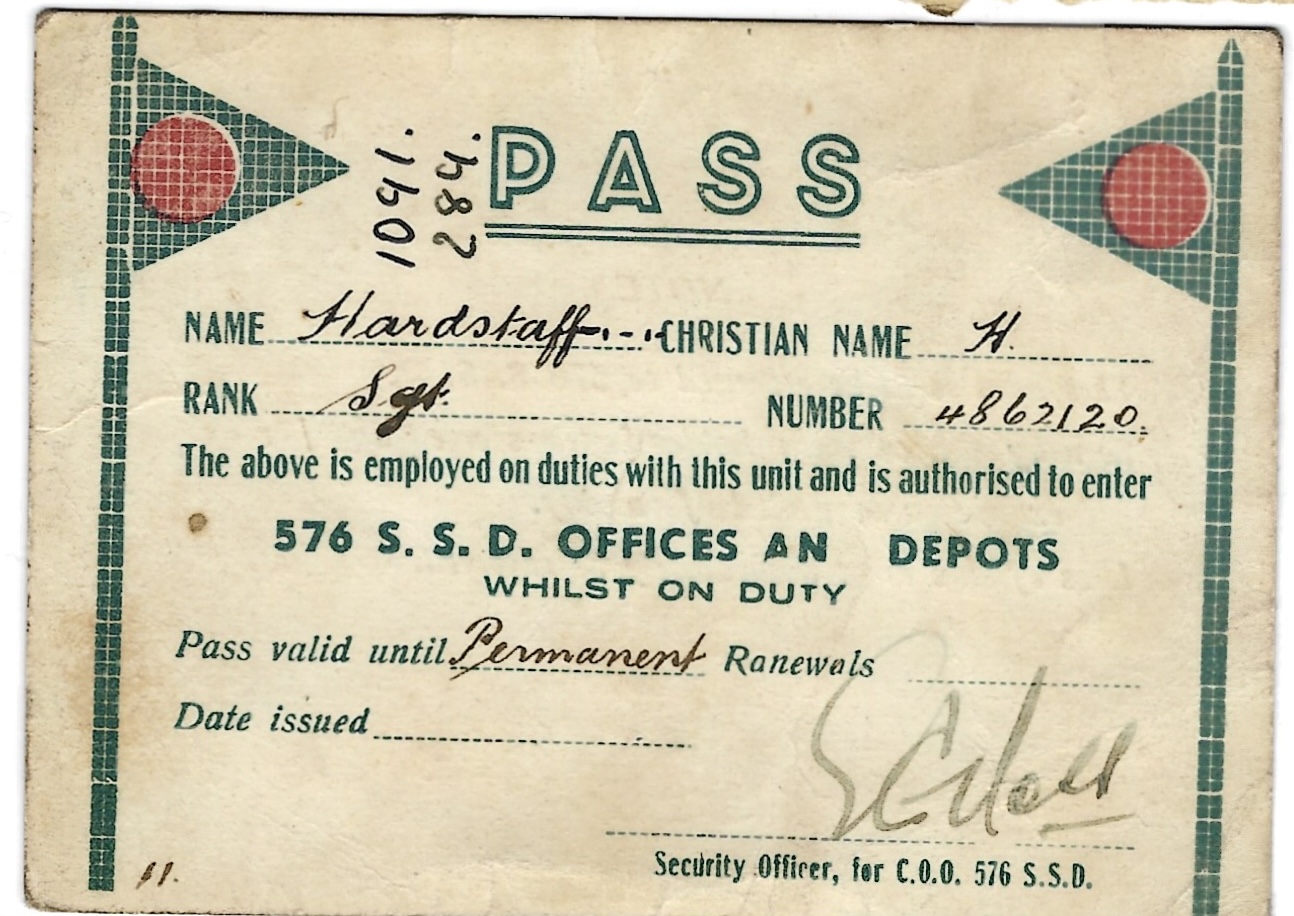 1091.
284.
PASS
NAME Hardstaff CHRISTIAN NAME H.
RANK Sgt. NUMBER 4862120.
The above is employed on duties with this unit and is authorised to enter
576 S. S. D. OFFICES AN DEPOTS
WHILST ON DUTY
Pass valid until Permanent Ranewals
Date issued
Security Officer, for C.O.O. 576 S.S.D.
11.